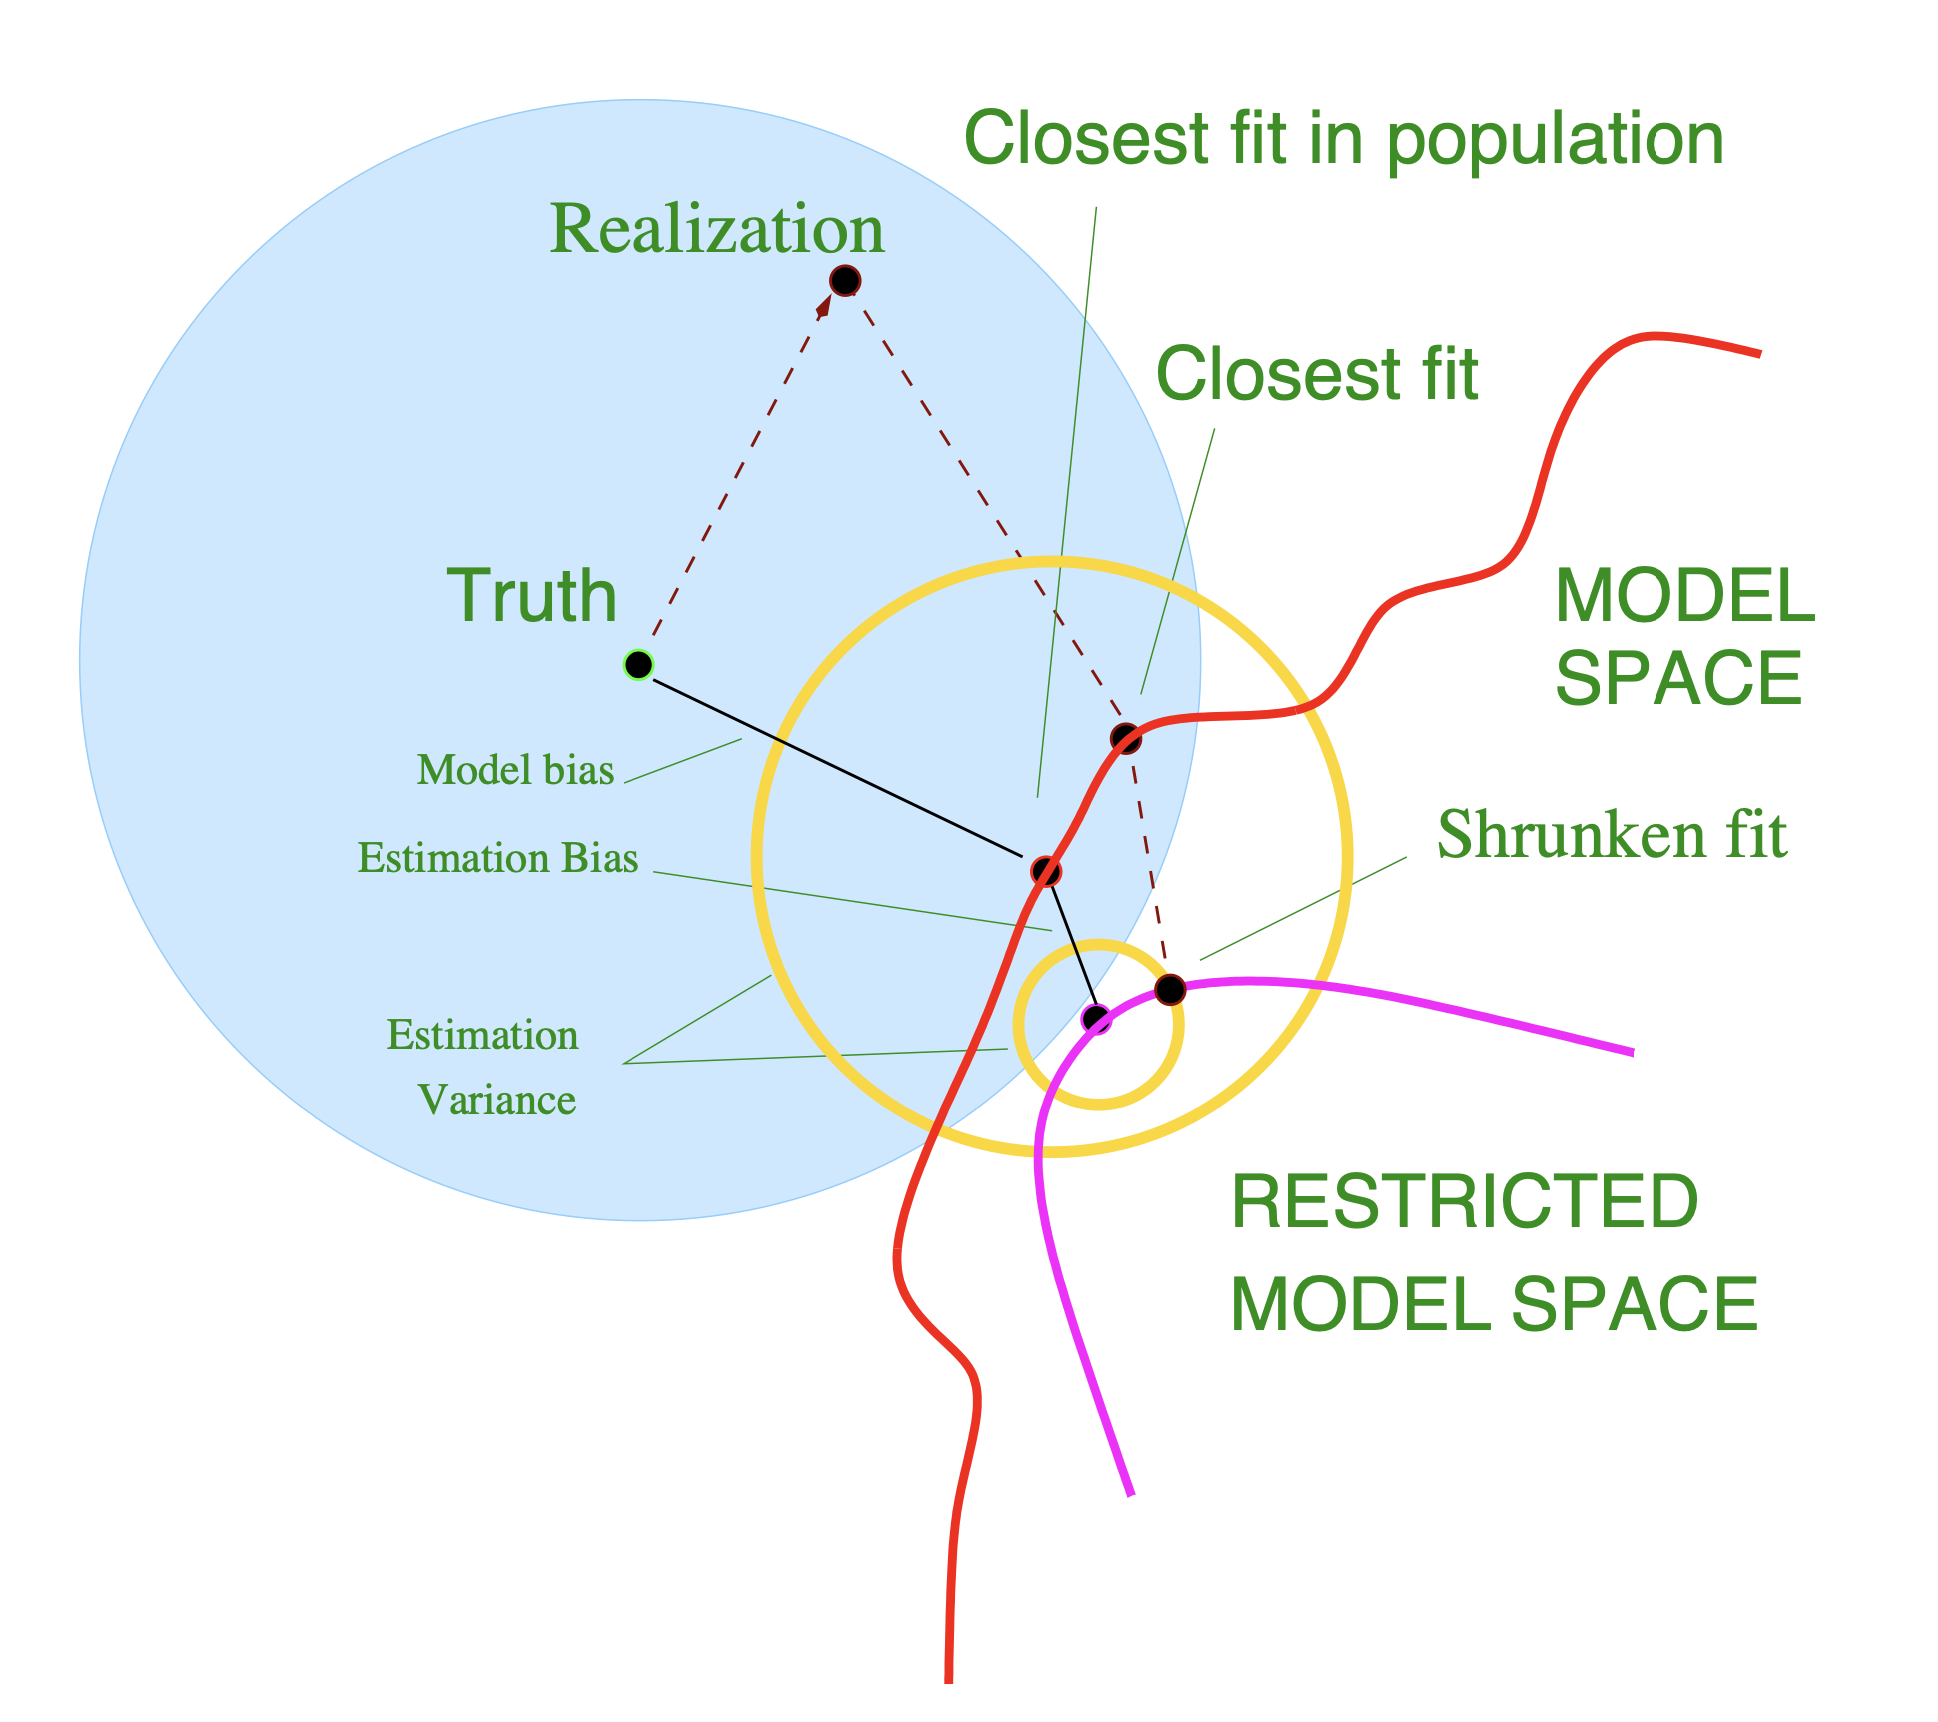 Closest fit in population
Realization
Closest fit
Truth
MODEL
SPACE
Model bias
Estimation Bias
Shrunken fit
Estimation
Variance
RESTRICTED
MODEL SPACE